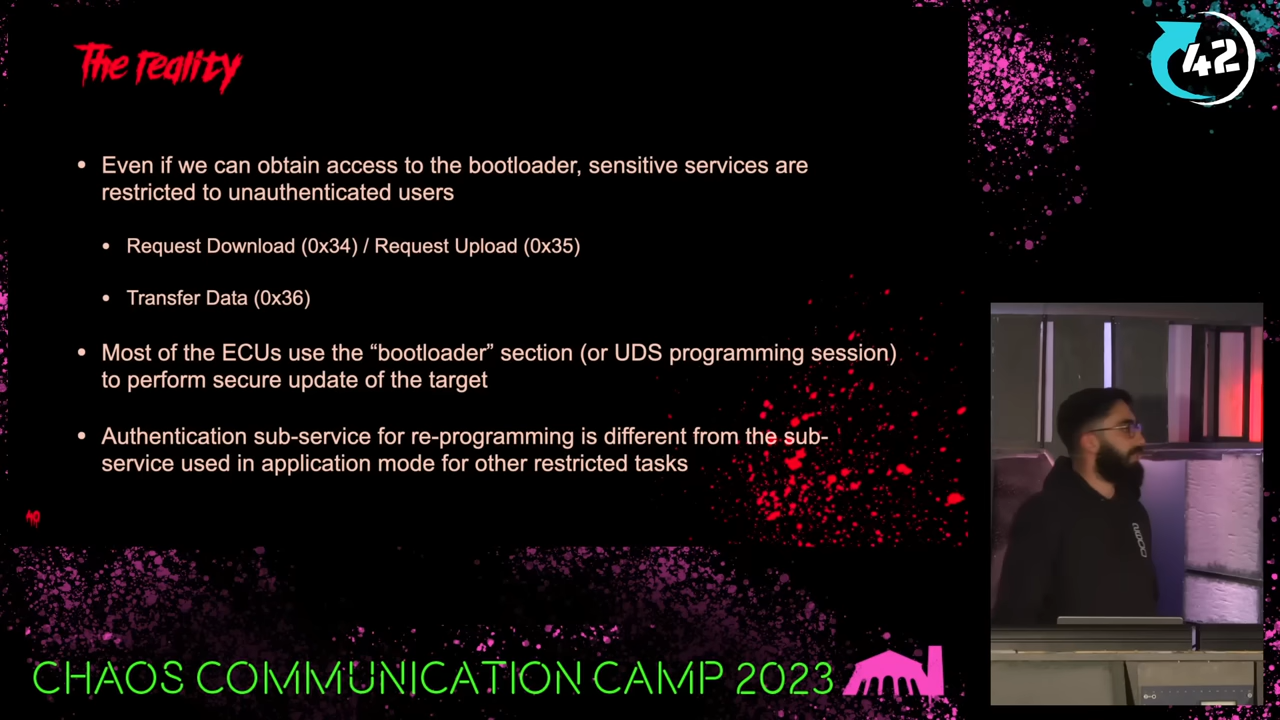 The reality
42
• Even if we can obtain access to the bootloader, sensitive services are
restricted to unauthenticated users
• Request Download (0x34) / Request Upload (0x35)
• Transfer Data (0x36)
• Most of the ECUs use the “bootloader” section (or UDS programming session)
to perform secure update of the target
• Authentication sub-service for re-programming is different from the sub-
service used in application mode for other restricted tasks
40
CHAOS COMMUNICATION CAMP 2023